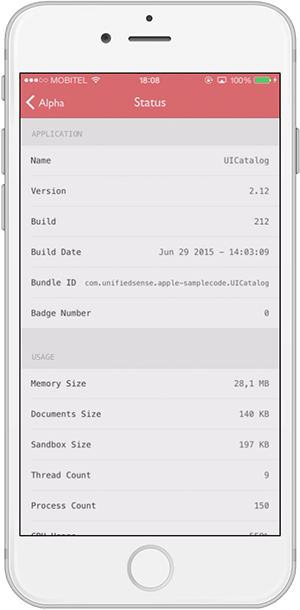 MOBITEL 18:08 100%
Alpha Status
APPLICATION
Name UICatalog
Version 2.12
Build 212
Build Date Jun 29 2015 – 14:03:09
Bundle ID com.unifiedsense.apple-samplecode.UICatalog
Badge Number 0
USAGE
Memory Size 28,1 MB
Documents Size 140 KB
Sandbox Size 197 KB
Thread Count 9
Process Count 150